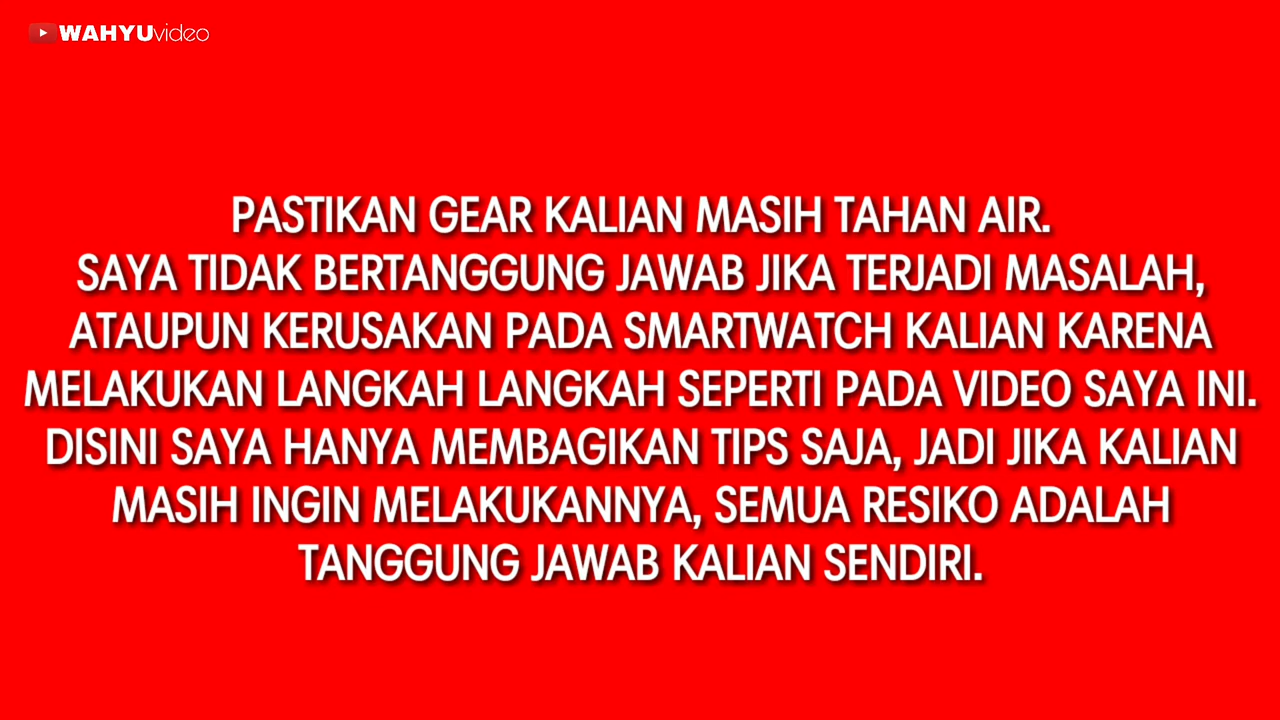 WAHYUvideo
PASTIKAN GEAR KALIAN MASIH TAHAN AIR.
SAYA TIDAK BERTANGGUNG JAWAB JIKA TERJADI MASALAH,
ATAUPUN KERUSAKAN PADA SMARTWATCH KALIAN KARENA
MELAKUKAN LANGKAH LANGKAH SEPERTI PADA VIDEO SAYA INI.
DISINI SAYA HANYA MEMBAGIKAN TIPS SAJA, JADI JIKA KALIAN
MASIH INGIN MELAKUKANNYA, SEMUA RESIKO ADALAH
TANGGUNG JAWAB KALIAN SENDIRI.